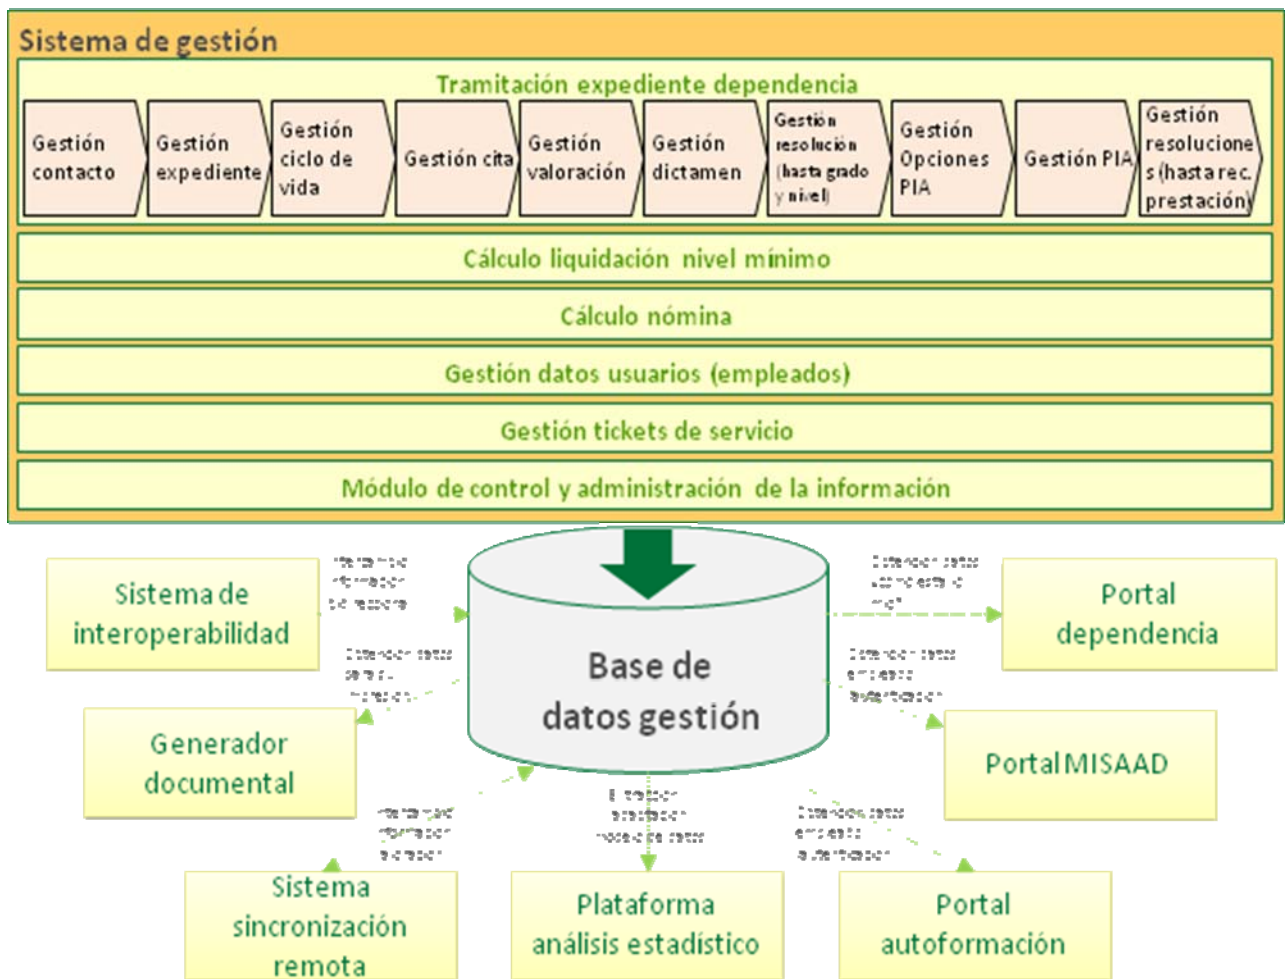 Sistema de gestión
Tramitación expediente dependencia
Gestión
contacto
Gestión
expediente
Gestión
ciclo de
vida
Gestión cita
Gestión
valoración
Gestión
dictamen
Gestión
resolución
(hasta grado
y nivel)
Gestión
Opciones
PIA
Gestión PIA
Gestión
resolucione
s (hasta rec.
prestación)
Cálculo liquidación nivel mínimo
Cálculo nómina
Gestión datos usuarios (empleados)
Gestión tickets de servicio
Módulo de control y administración de la información
Sistema de
interoperabilidad
Portal
dependencia
Base de
datos gestión
Generador
documental
Portal MISAAD
Sistema
sincronización
remota
Plataforma
análisis estadístico
Portal
autoformación